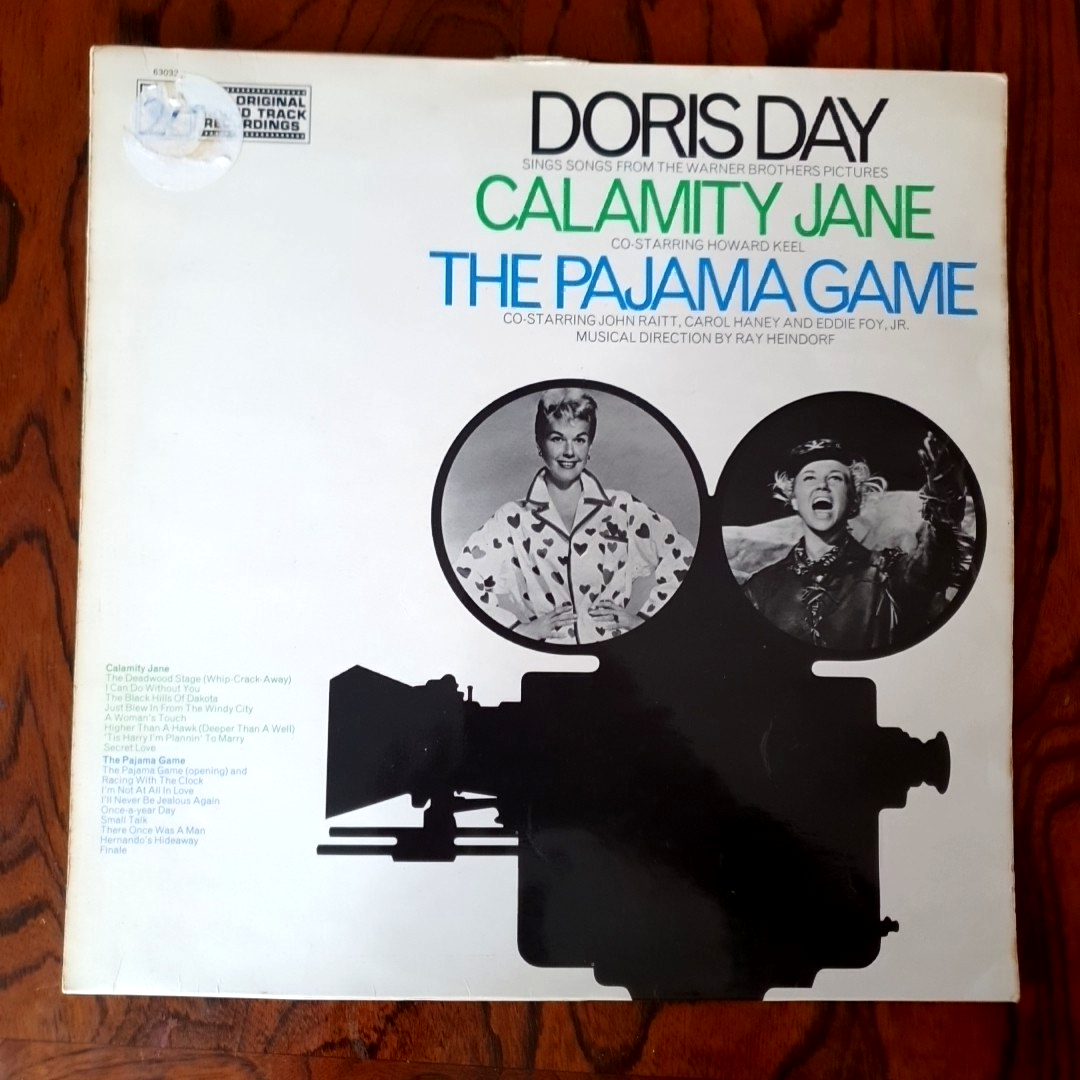 63032
ORIGINAL
TRACK
DORIS DAY
SINGS SONGS FROM THE WARNER BROTHERS PICTURES
CALAMITY JANE
CO-STARRING HOWARD KEEL
THE PAJAMA GAME
CO-STARRING JOHN RAITT, CAROL HANEY AND EDDIE FOY, JR.
MUSICAL DIRECTION BY RAY HEINDORF
Calamity Jane
The Deadwood Stage (Whip-Crack-Away)
I Can Do Without You
The Black Hills Of Dakota
Just Blew In From The Windy City
A Woman's Touch
Higher Than A Hawk (Deeper Than A Well)
'Tis Harry I'm Plannin' To Marry
Secret Love
The Pajama Game
The Pajama Game (opening) and
Racing With The Clock
I'm Not At All In Love
I'll Never Be Jealous Again
Once-a-year Day
Small Talk
There Once Was A Man
Hernando's Hideaway
Finale